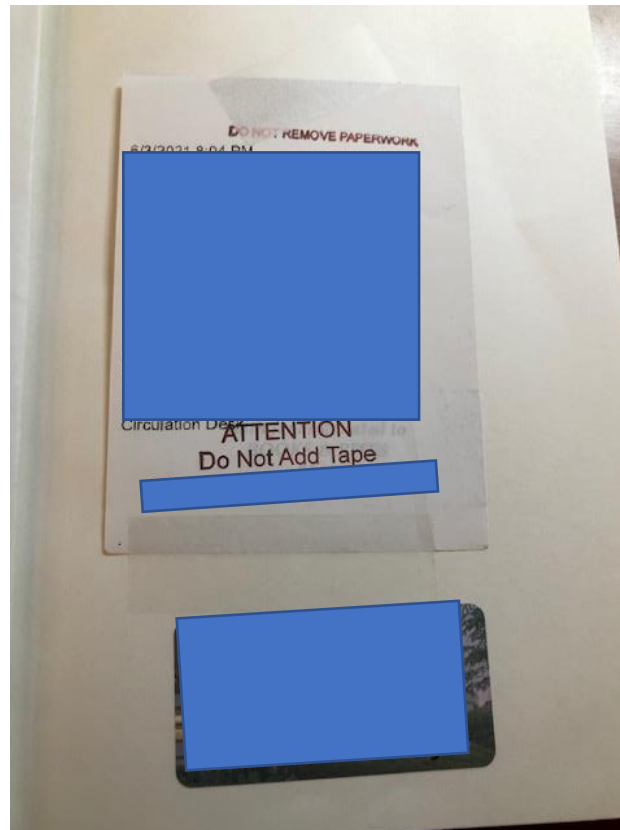 DO NOT REMOVE PAPERWORK
6/3/2021 8:04 PM
Circulation Desk
ATTENTION
Do Not Add Tape